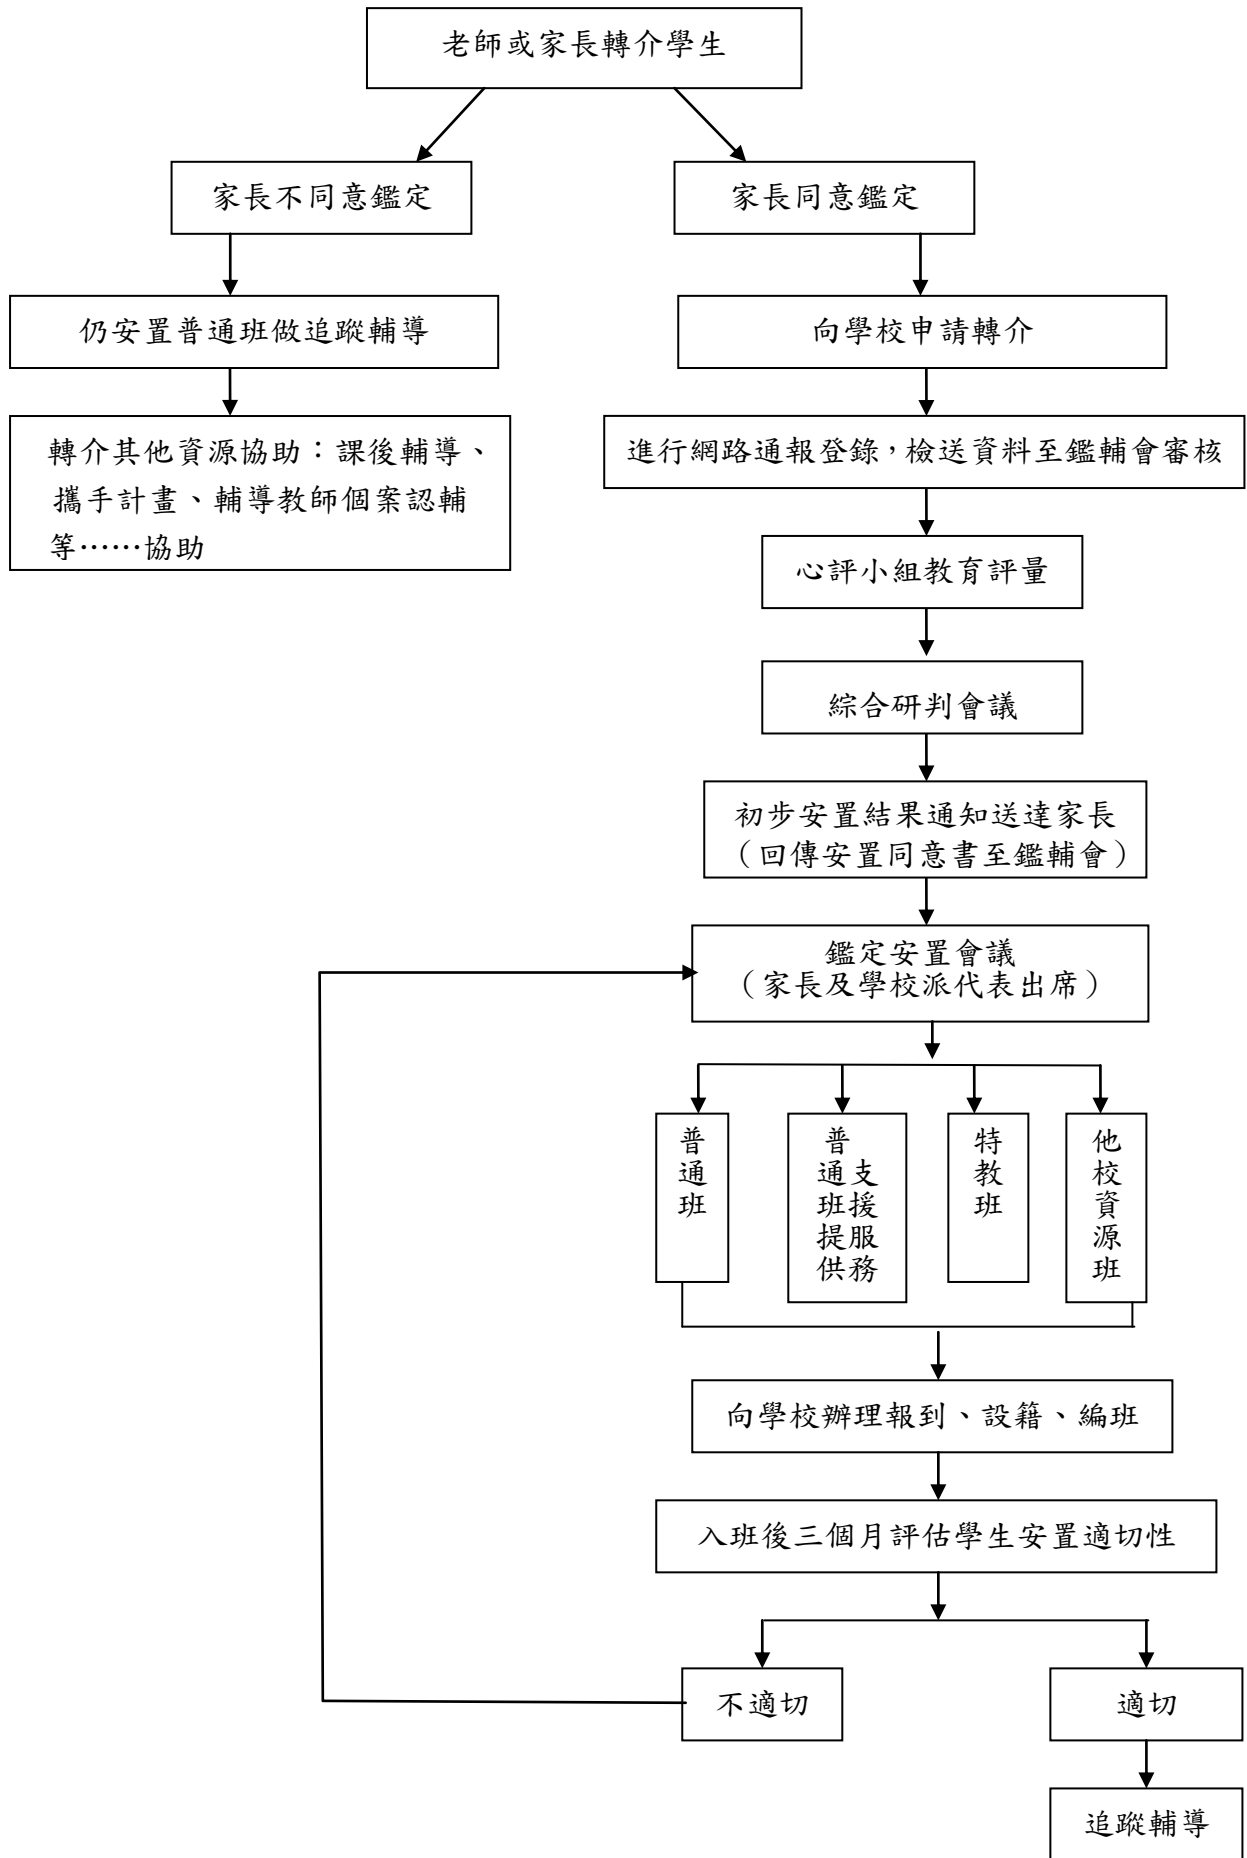 老師或家長轉介學生
家長不同意鑑定
家長同意鑑定
仍安置普通班做追蹤輔導
向學校申請轉介
轉介其他資源協助：課後輔導、
攜手計畫、輔導教師個案認輔
等……協助
進行網路通報登錄，檢送資料至鑑輔會審核
心評小組教育評量
綜合研判會議
初步安置結果通知送達家長
（回傳安置同意書至鑑輔會）
鑑定安置會議
（家長及學校派代表出席）
普通班
普通班提供
支援服務
特教班
他校資源班
向學校辦理報到、設籍、編班
入班後三個月評估學生安置適切性
不適切
適切
追蹤輔導